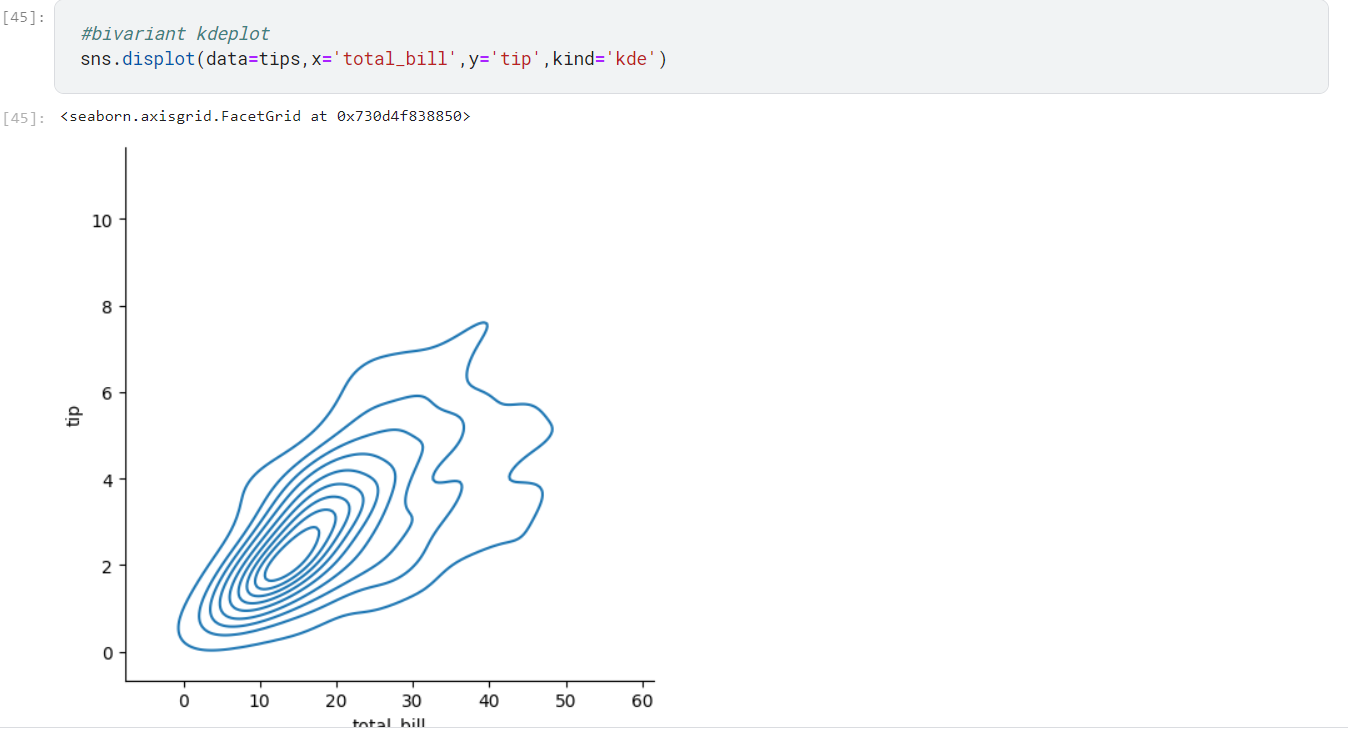 [45]:
#bivariant kdeplot
sns.displot(data=tips,x='total_bill',y='tip',kind='kde')
[45]:
<seaborn.axisgrid.FacetGrid at 0x730d4f838850>
10
8
6
4
2
0
tip
0 10 20 30 40 50 60
total_bill